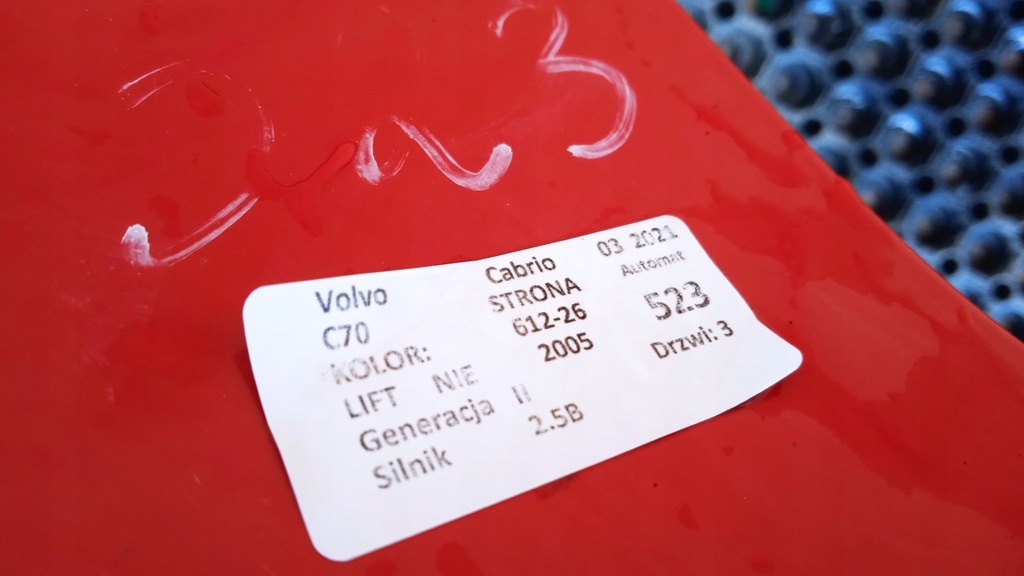 523
Volvo Cabrio 03 2021
C70 STRONA Automat
KOLOR: 612-26 523
LIFT NIE 2005 Drzwi: 3
Generacja II
Silnik 2.5B